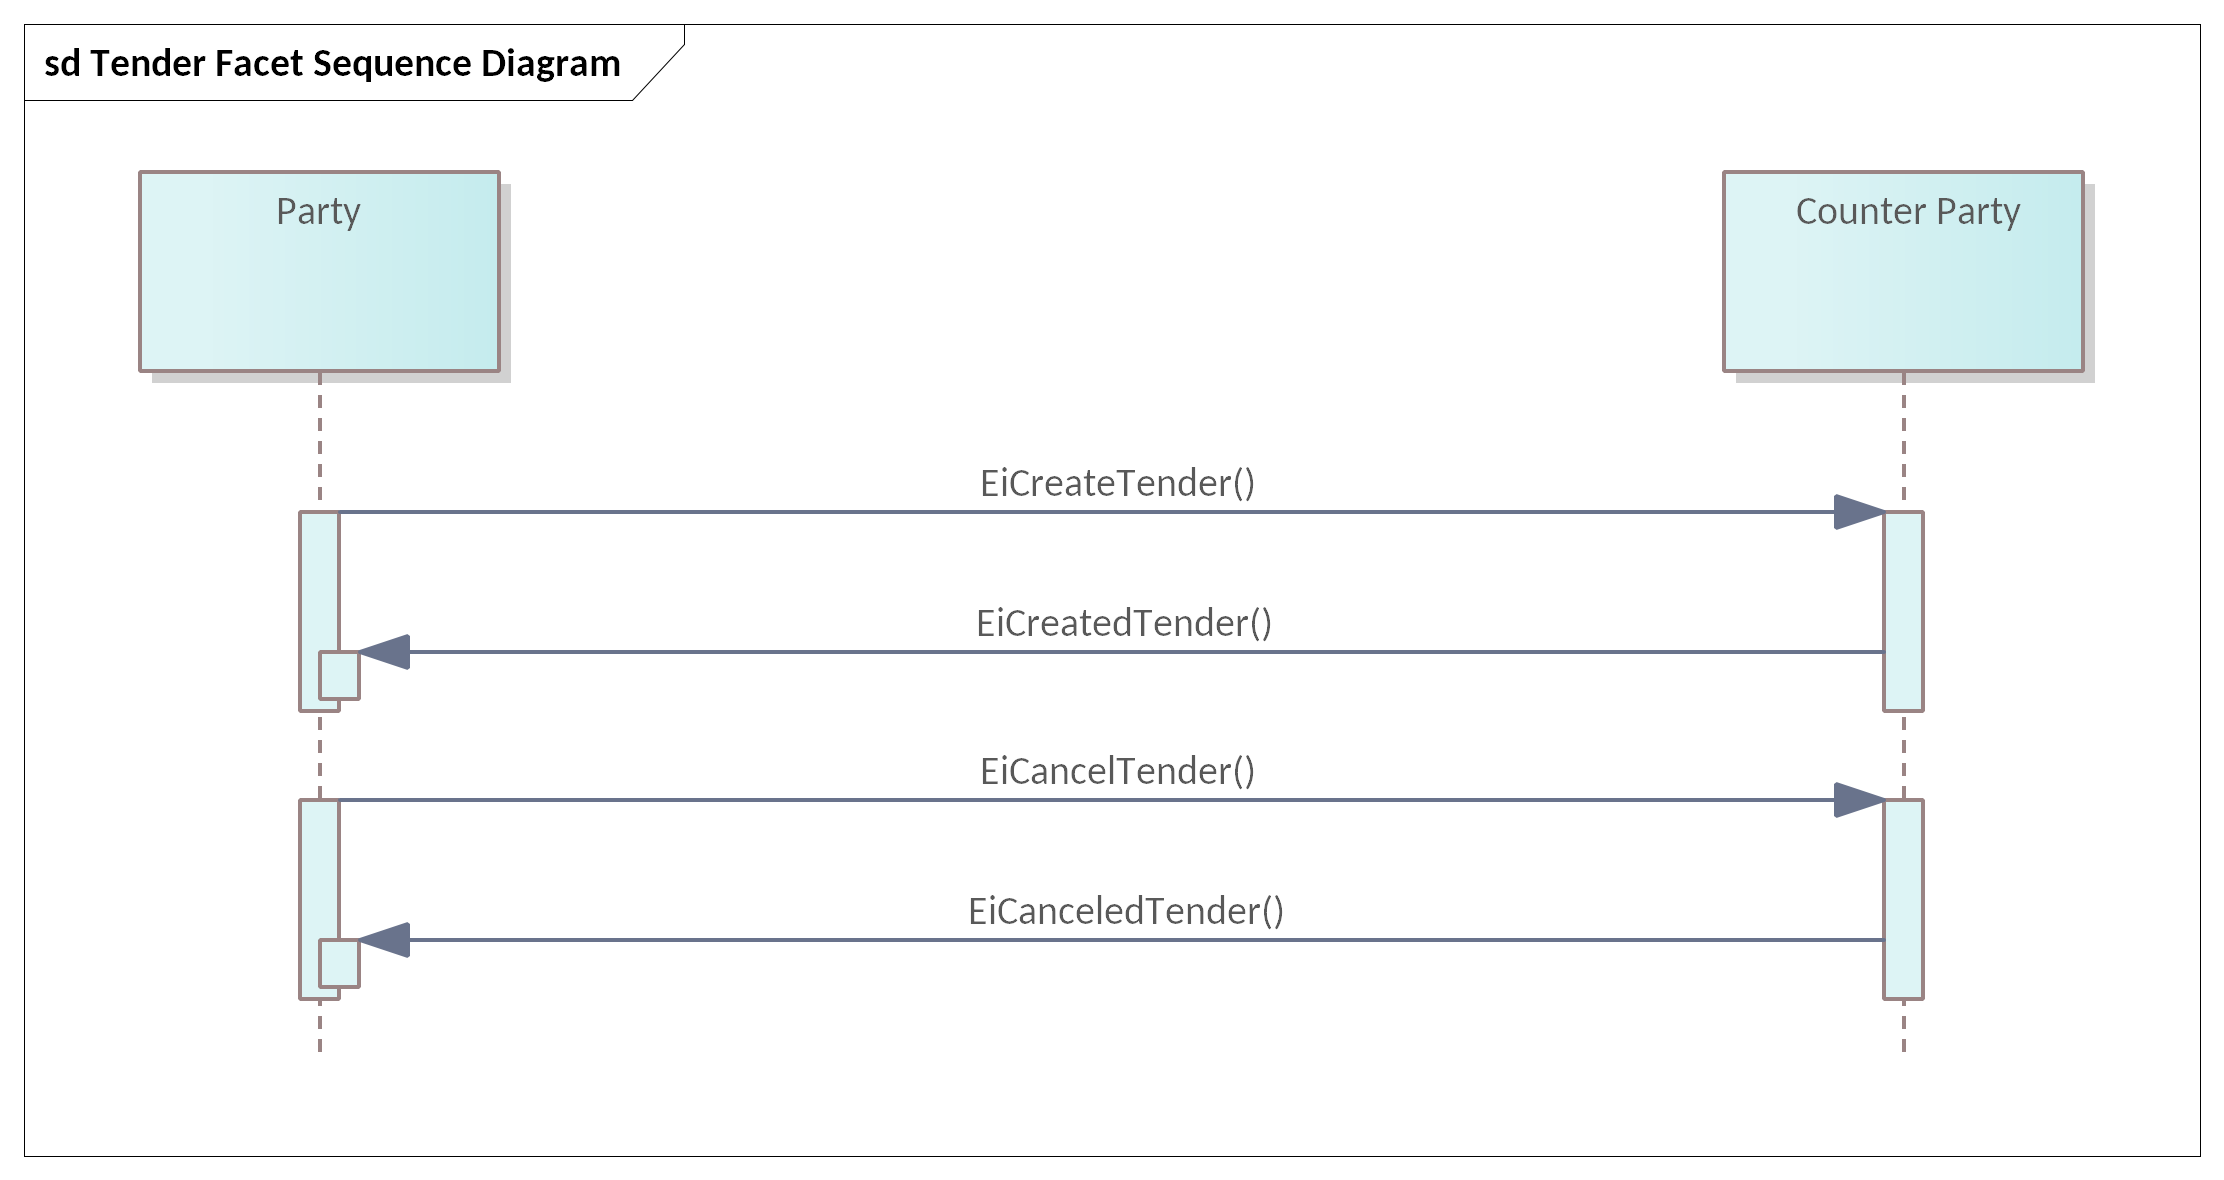 sd Tender Facet Sequence Diagram
Party
Counter Party
EiCreateTender()
EiCreatedTender()
EiCancelTender()
EiCanceledTender()